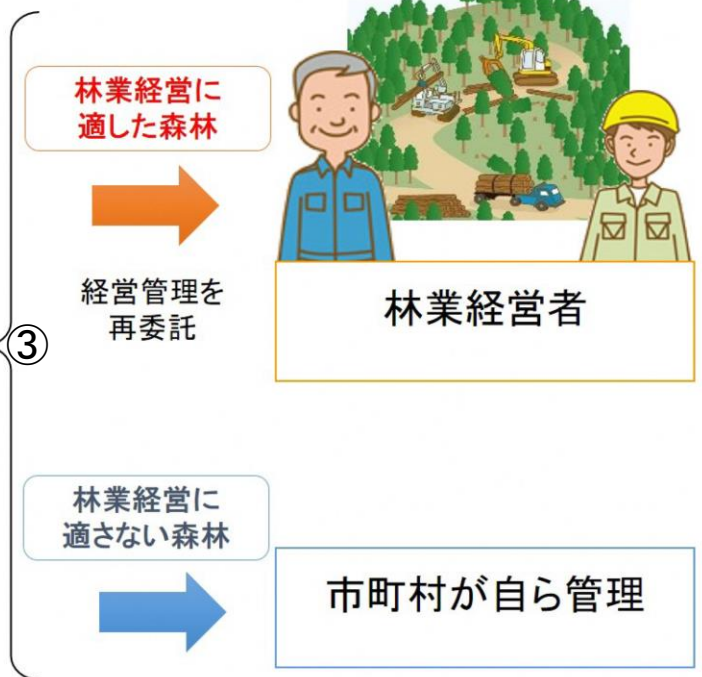 林業経営に
適した森林
経営管理を
再委託
林業経営者
③
林業経営に
適さない森林
市町村が自ら管理